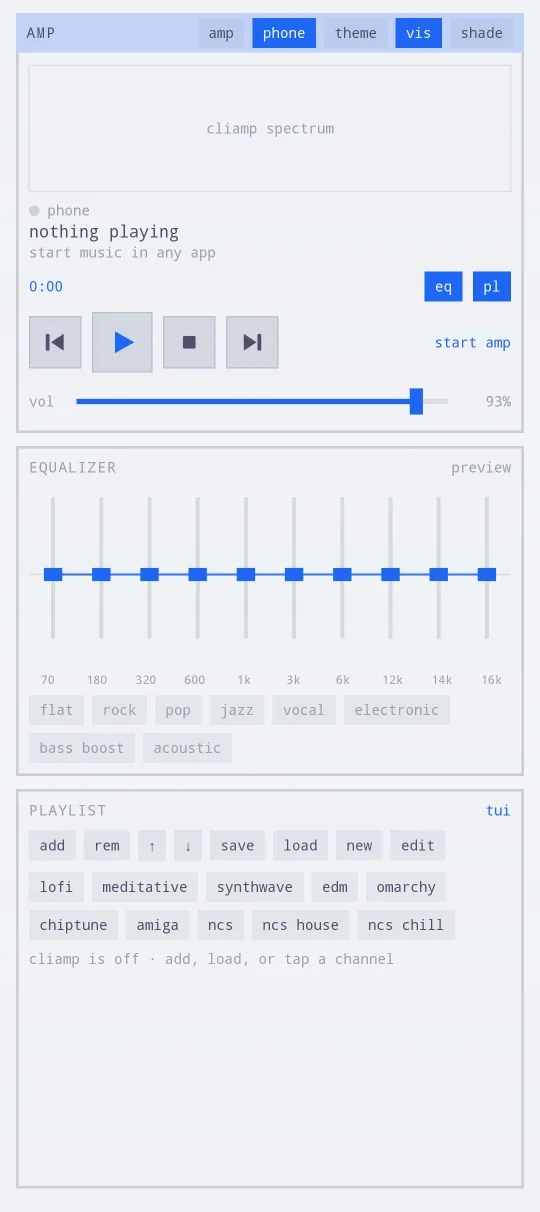 AMP amp phone theme vis shade
cliamp spectrum
phone
nothing playing
start music in any app
0:00 eq pl
start amp
vol 93%
EQUALIZER preview
70 180 320 600 1k 3k 6k 12k 14k 16k
flat rock pop jazz vocal electronic
bass boost acoustic
PLAYLIST tui
add rem ↑ ↓ save load new edit
lofi meditative synthwave edm omarchy
chiptune amiga ncs ncs house ncs chill
cliamp is off · add, load, or tap a channel